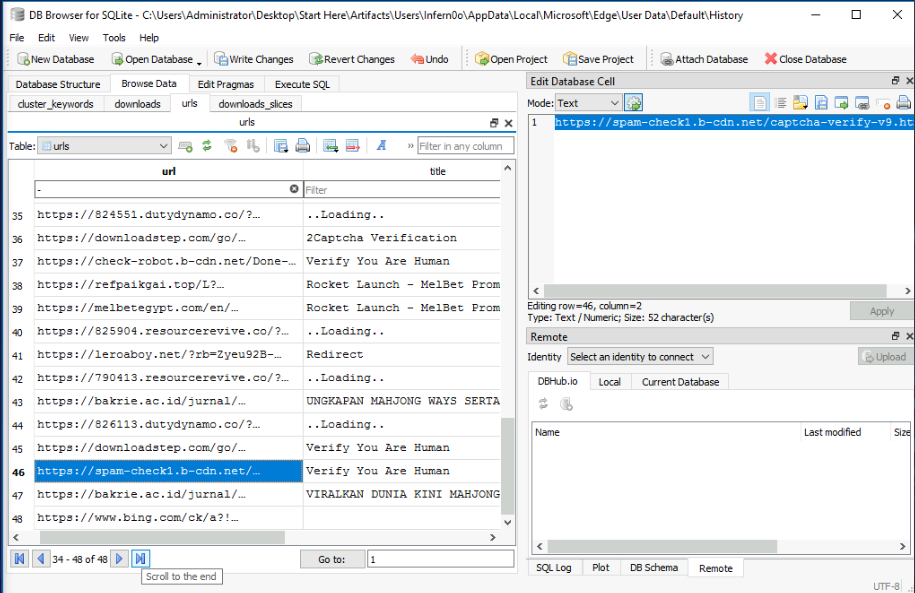 DB Browser for SQLite - C:\Users\Administrator\Desktop\Start Here\Artifacts\Users\Infern0o\AppData\Local\Microsoft\Edge\User Data\Default\History
File Edit View Tools Help
New Database Open Database Write Changes Revert Changes Undo Open Project Save Project Attach Database Close Database
Database Structure Browse Data Edit Pragmas Execute SQL
cluster_keywords downloads urls downloads_slices
urls
Table: urls Filter in any column
url title
- Filter
35 https://824551.dutydynamo.co/?… ..Loading..
36 https://downloadstep.com/go/… 2Captcha Verification
37 https://check-robot.b-cdn.net/Done-… Verify You Are Human
38 https://refpaikgai.top/L?… Rocket Launch - MelBet Prom
39 https://melbetegypt.com/en/… Rocket Launch - MelBet Prom
40 https://825904.resourcerevive.co/?… ..Loading..
41 https://leroaboy.net/?rb=Zyeu92B-… Redirect
42 https://790413.resourcerevive.co/?… ..Loading..
43 https://bakrie.ac.id/jurnal/… UNGKAPAN MAHJONG WAYS SERTA
44 https://826113.dutydynamo.co/?… ..Loading..
45 https://downloadstep.com/go/… Verify You Are Human
46 https://spam-check1.b-cdn.net/… Verify You Are Human
47 https://bakrie.ac.id/jurnal/… VIRALKAN DUNIA KINI MAHJONG
48 https://www.bing.com/ck/a?!…
34 - 48 of 48 Go to: 1
Scroll to the end
Edit Database Cell
Mode: Text
1 https://spam-check1.b-cdn.net/captcha-verify-v9.ht
Editing row=46, column=2
Type: Text / Numeric; Size: 52 character(s)
Apply
Remote
Identity Select an identity to connect Upload
DBHub.io Local Current Database
Name Last modified Size
SQL Log Plot DB Schema Remote
UTF-8